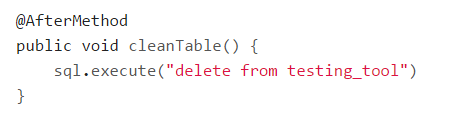 @AfterMethod
public void cleanTable() {
    sql.execute("delete from testing_tool")
}